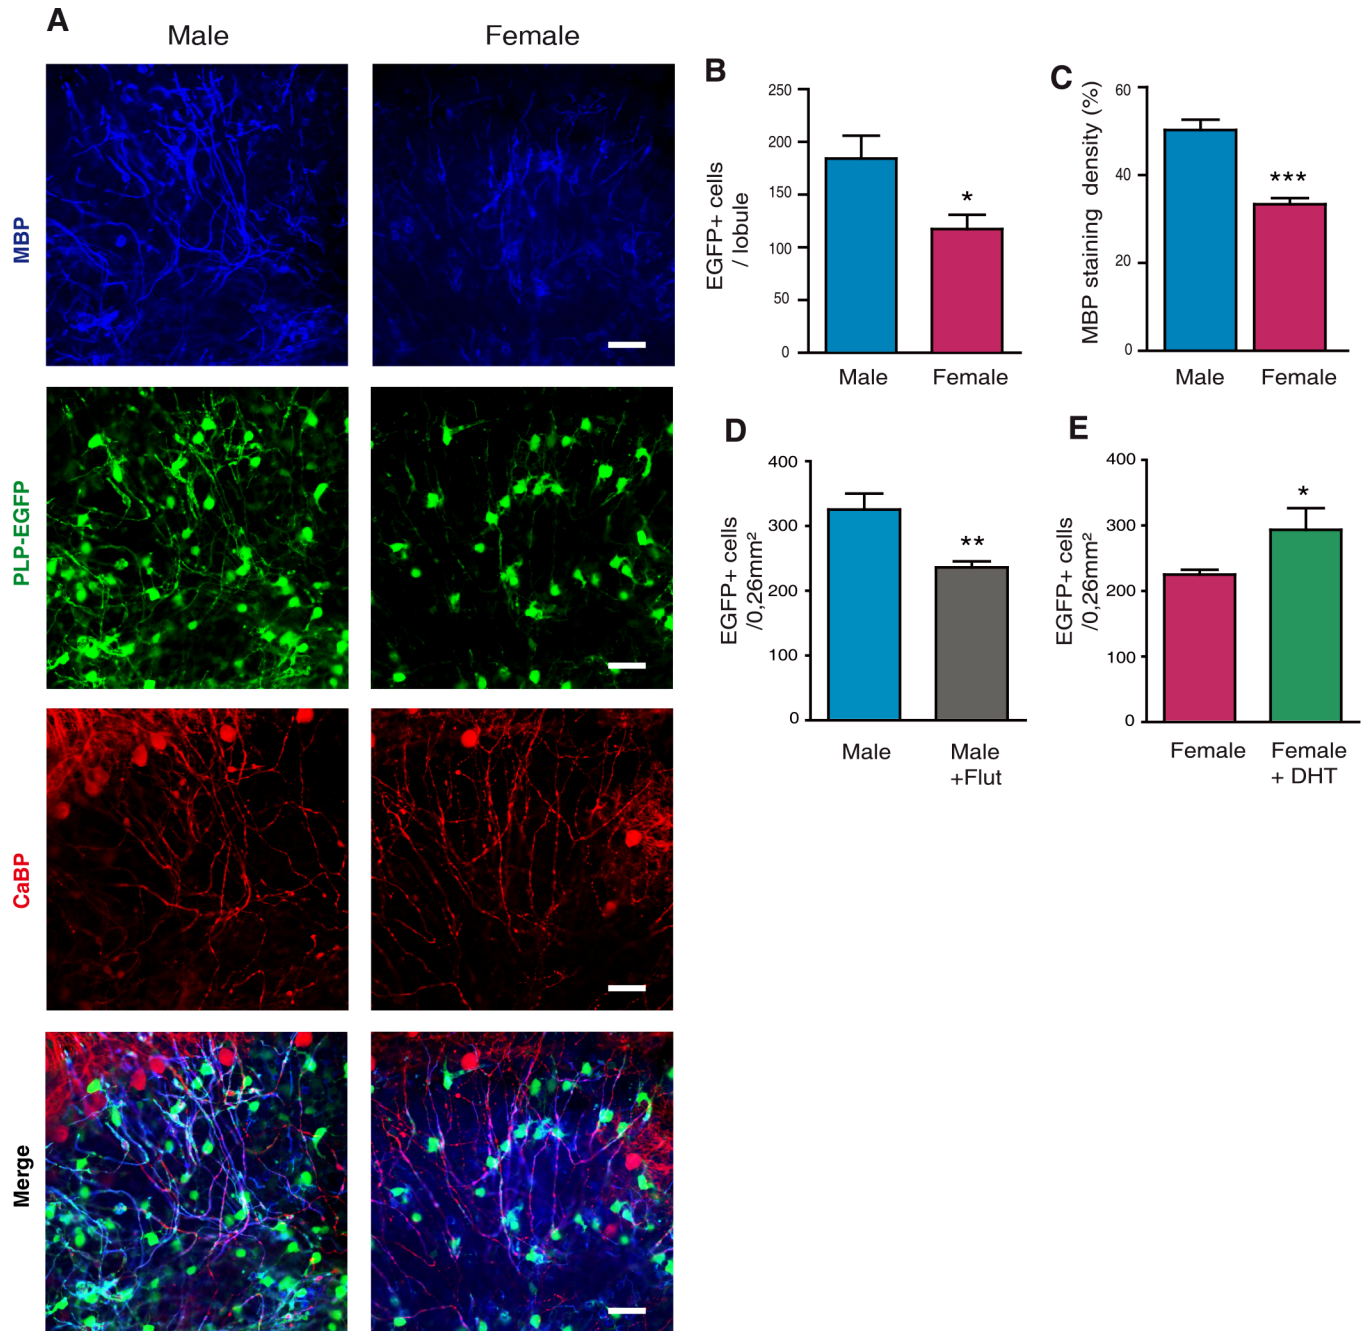 A
Male
Female
MBP
PLP-EGFP
CaBP
Merge
B
EGFP+ cells
/ lobule
250
200
150
100
50
0
Male
Female
*
C
MBP staining density (%)
60
40
20
0
Male
Female
***
D
EGFP+ cells
/0,26mm²
400
300
200
100
0
Male
Male
+Flut
**
E
EGFP+ cells
/0,26mm²
400
300
200
100
0
Female
Female
+ DHT
*